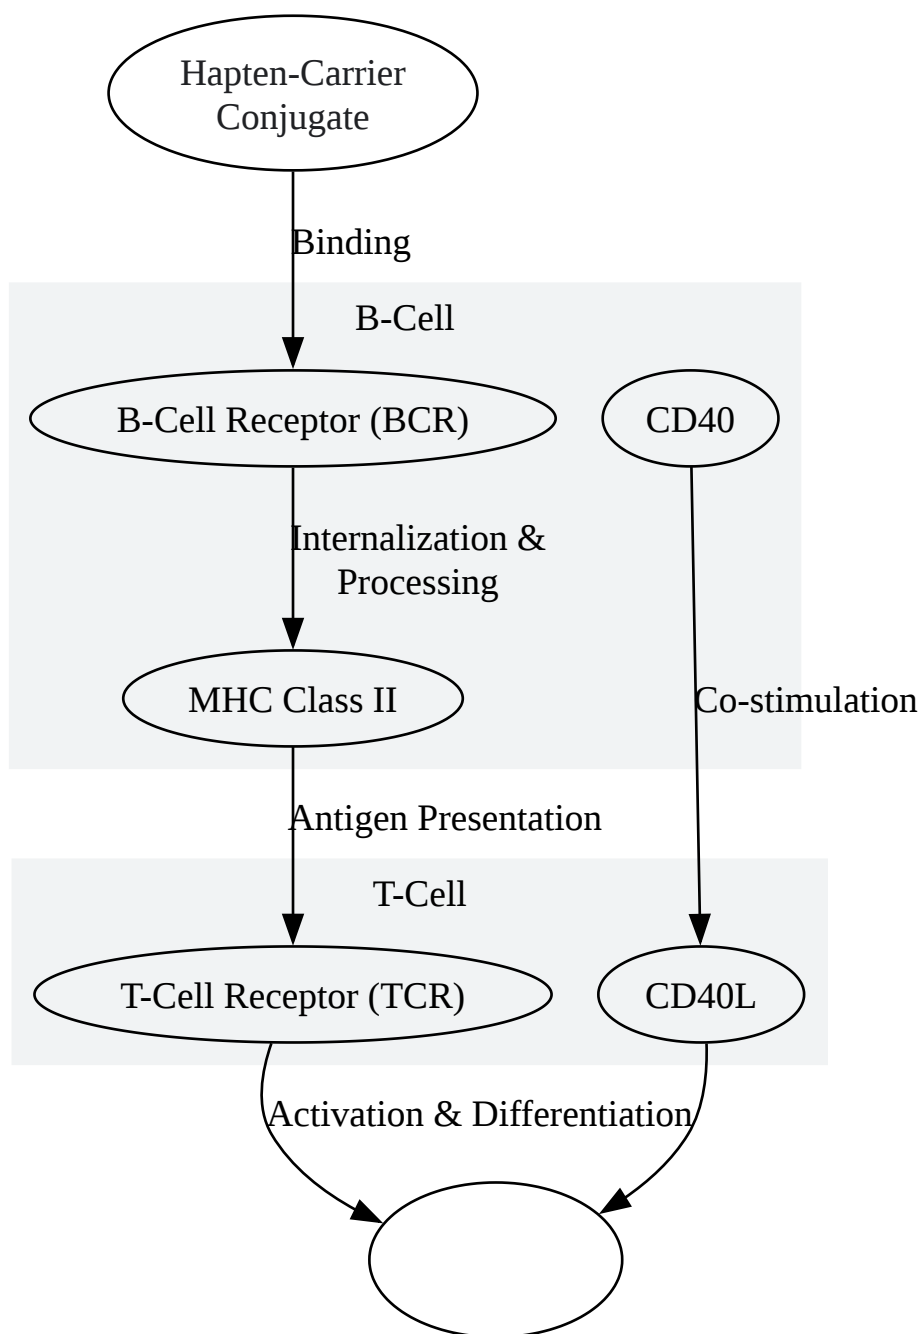 Hapten-Carrier
Conjugate
Binding
B-Cell
B-Cell Receptor (BCR)
CD40
Internalization &
Processing
MHC Class II
Co-stimulation
Antigen Presentation
T-Cell
T-Cell Receptor (TCR)
CD40L
Activation & Differentiation